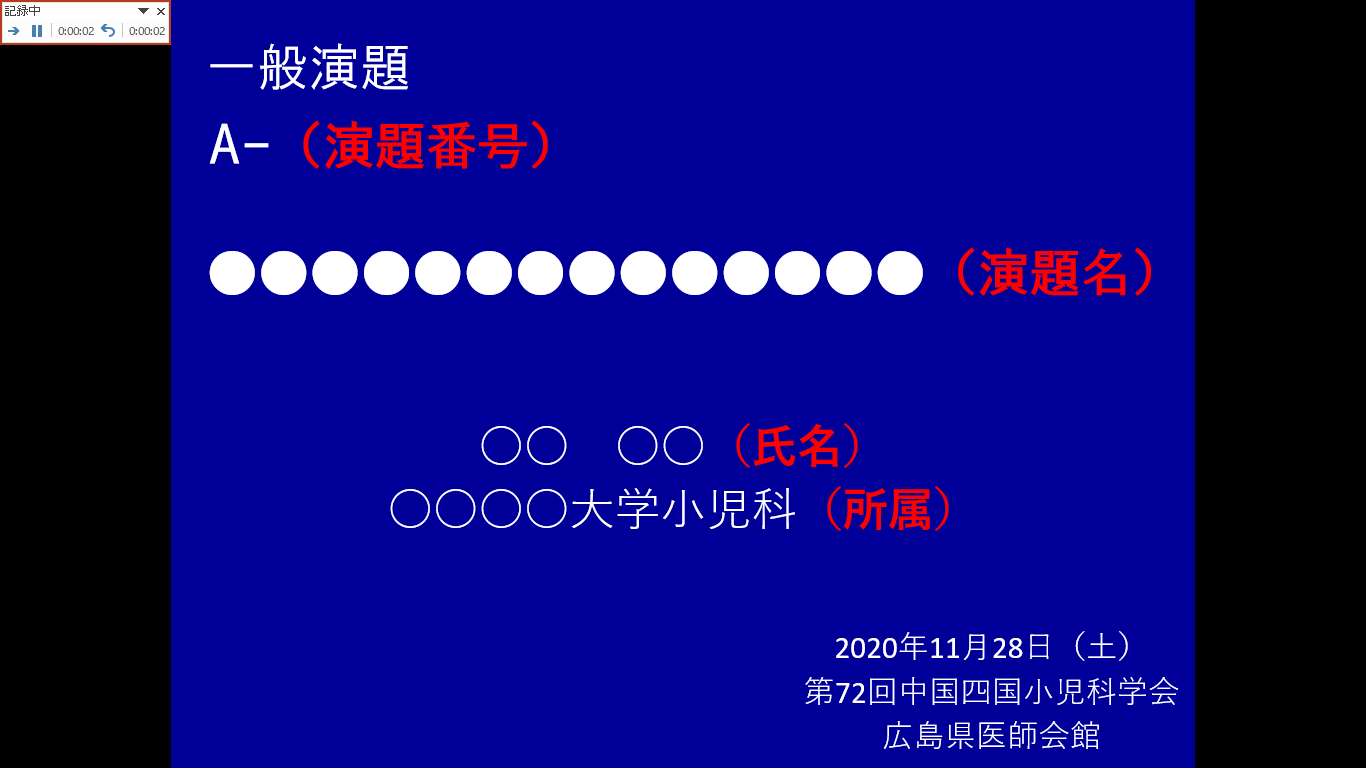 記録中
0:00:02 0:00:02
一般演題
A-（演題番号）
●●●●●●●●●●●●●●（演題名）
○○　○○（氏名）
○○○○大学小児科（所属）
2020年11月28日（土）
第72回中国四国小児科学会
広島県医師会館